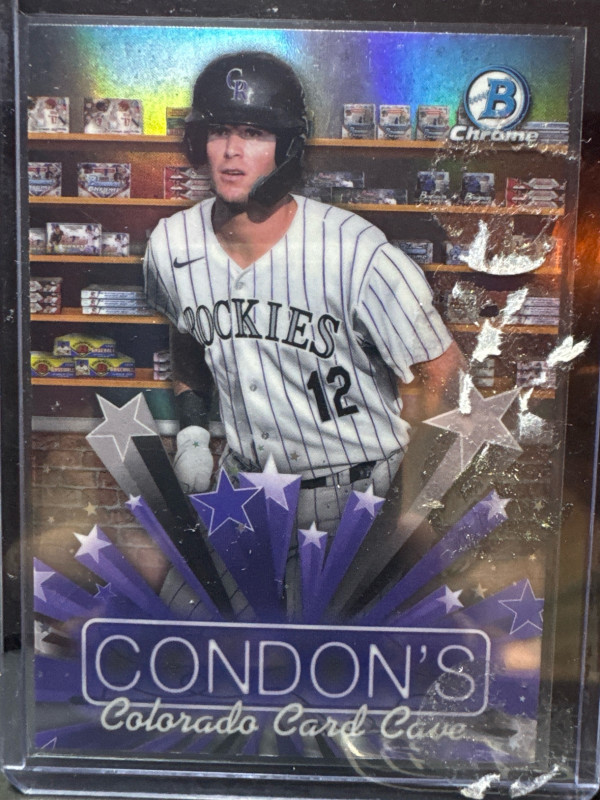 CR
B
Chrome
ROCKIES
12
CONDON'S
Colorado Card Cave